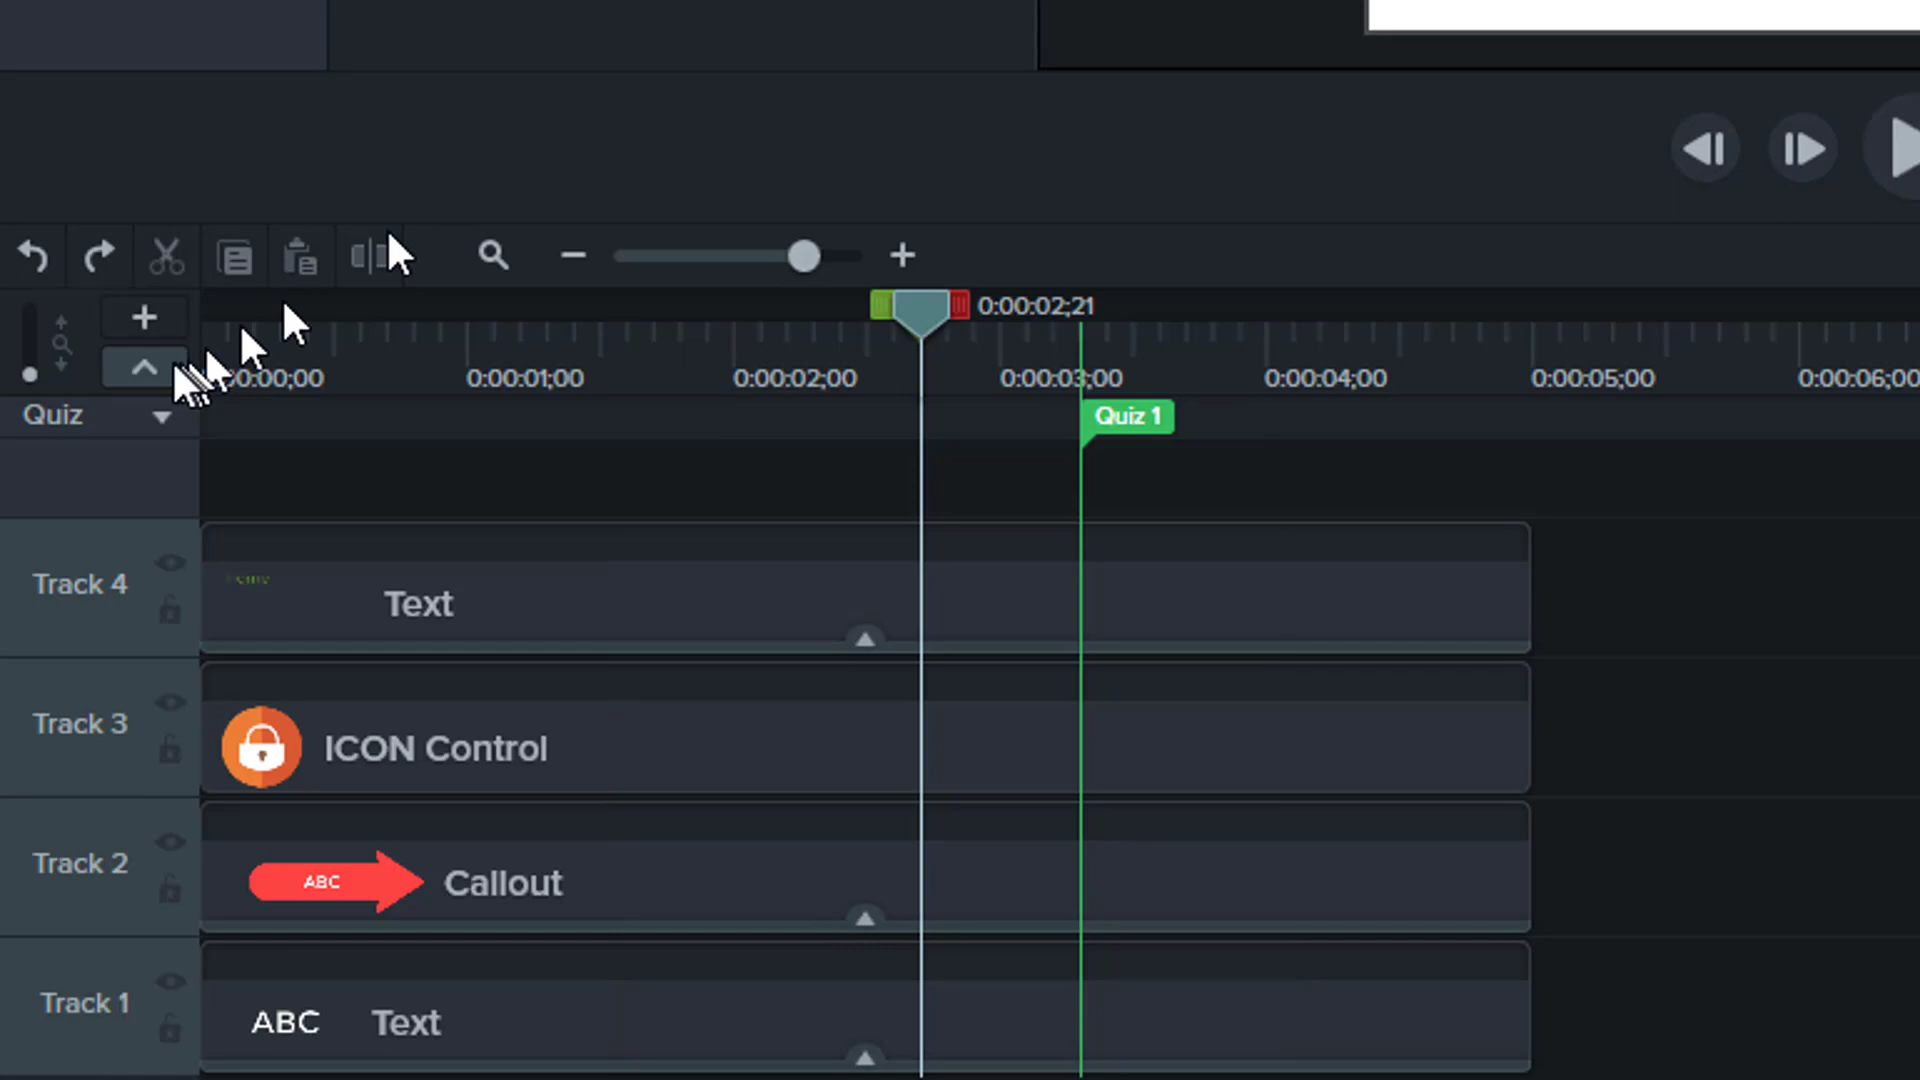 0:00:02;21
00:00;00 0:00:01;00 0:00:02;00 0:00:03;00 0:00:04;00 0:00:05;00 0:00:06;00
Quiz
Quiz 1
Track 4
Text
Track 3
ICON Control
Track 2
ABC
Callout
Track 1
ABC
Text